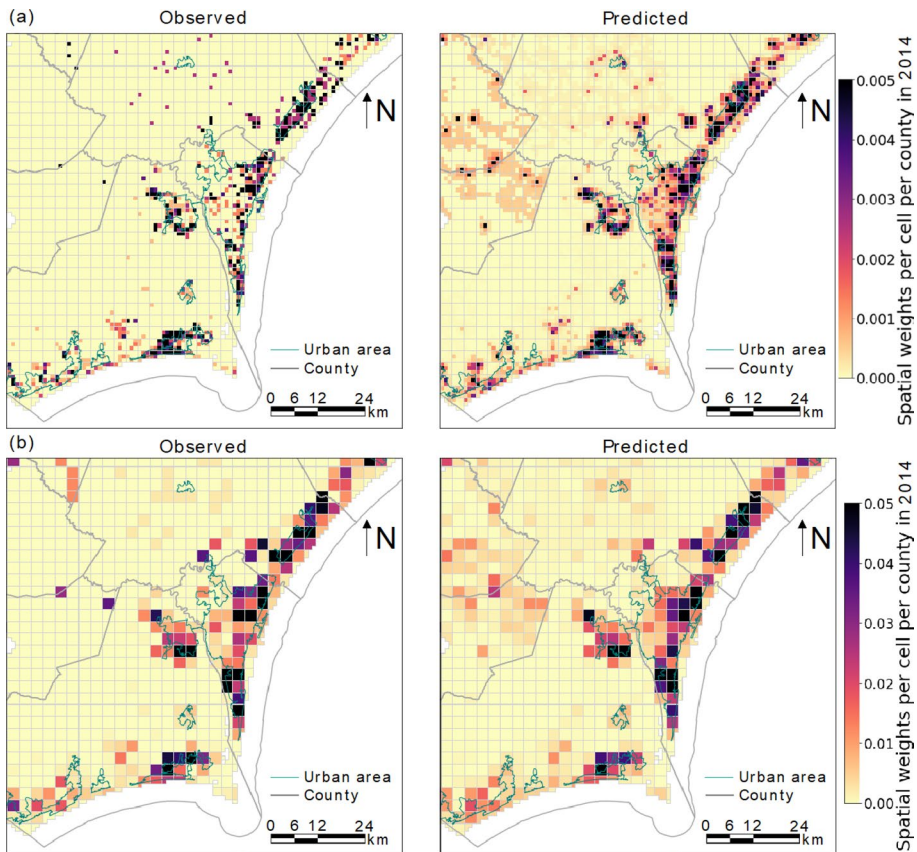 (a)
Observed
Predicted
N
N
Urban area
County
0 6 12 24
km
Urban area
County
0 6 12 24
km
0.005
0.004
0.003
0.002
0.001
0.000
Spatial weights per cell per county in 2014
(b)
Observed
Predicted
N
N
Urban area
County
0 6 12 24
km
Urban area
County
0 6 12 24
km
0.05
0.04
0.03
0.02
0.01
0.00
Spatial weights per cell per county in 2014